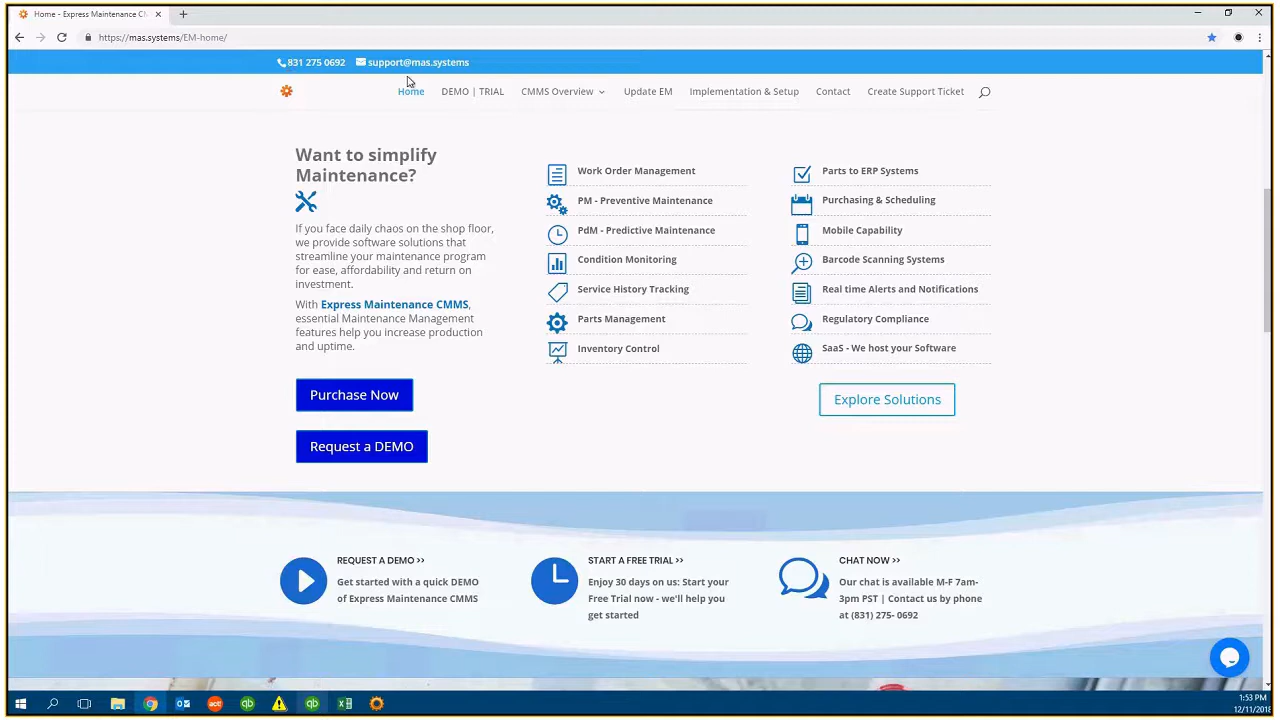 Home - Express Maintenance C
https://mas.systems/EM-home/
831 275 0692 support@mas.systems
Home DEMO | TRIAL CMMS Overview Update EM Implementation & Setup Contact Create Support Ticket
Want to simplify
Maintenance?
If you face daily chaos on the shop floor,
we provide software solutions that
streamline your maintenance program
for ease, affordability and return on
investment.
With Express Maintenance CMMS,
essential Maintenance Management
features help you increase production
and uptime.
Purchase Now
Request a DEMO
Work Order Management
PM - Preventive Maintenance
PdM - Predictive Maintenance
Condition Monitoring
Service History Tracking
Parts Management
Inventory Control
Parts to ERP Systems
Purchasing & Scheduling
Mobile Capability
Barcode Scanning Systems
Real time Alerts and Notifications
Regulatory Compliance
SaaS - We host your Software
Explore Solutions
REQUEST A DEMO >>
Get started with a quick DEMO
of Express Maintenance CMMS
START A FREE TRIAL >>
Enjoy 30 days on us: Start your
Free Trial now - we'll help you
get started
CHAT NOW >>
Our chat is available M-F 7am-
3pm PST | Contact us by phone
at (831) 275- 0692
act!
qb
qb
1:53 PM
12/11/2018